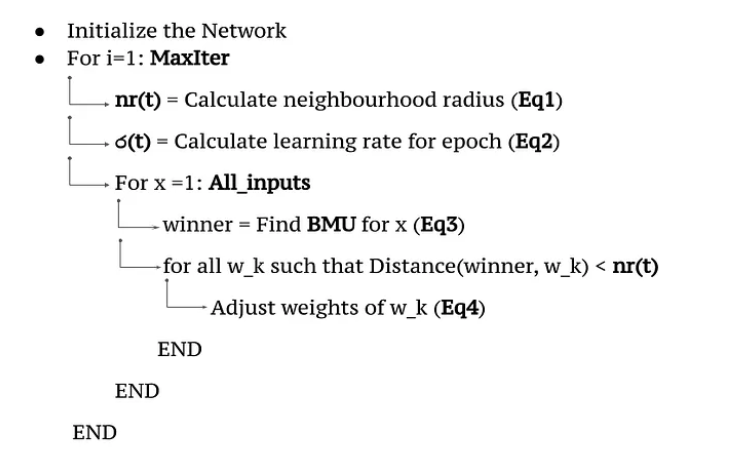 • Initialize the Network
• For i=1: MaxIter
nr(t) = Calculate neighbourhood radius (Eq1)
σ(t) = Calculate learning rate for epoch (Eq2)
For x =1: All_inputs
winner = Find BMU for x (Eq3)
for all w_k such that Distance(winner, w_k) < nr(t)
Adjust weights of w_k (Eq4)
END
END
END